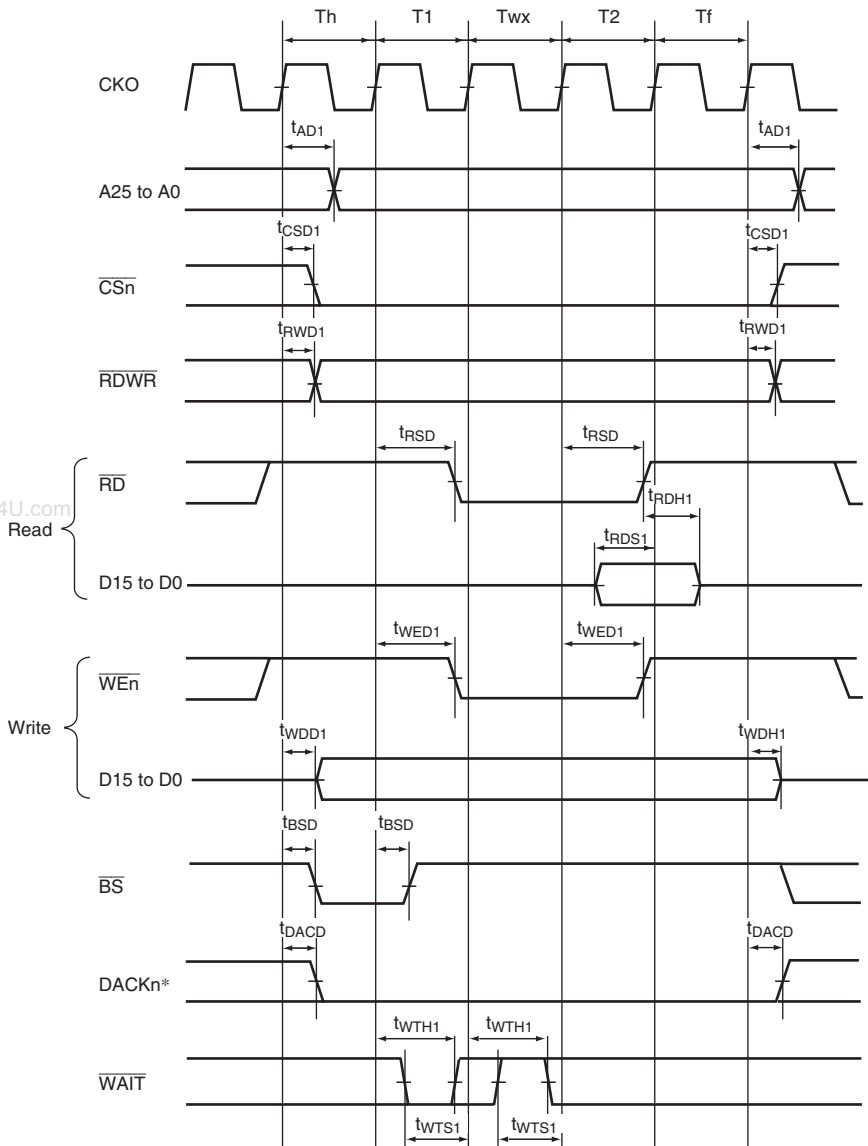 Th T1 Twx T2 Tf
CKO
tAD1 tAD1
A25 to A0
tCSD1 tCSD1
CSn
tRWD1 tRWD1
RDWR
tRSD tRSD
RD
tRDH1
4U.com
Read
tRDS1
D15 to D0
tWED1 tWED1
WEn
Write
tWDD1 tWDH1
D15 to D0
tBSD tBSD
BS
tDACD tDACD
DACKn*
tWTH1 tWTH1
WAIT
tWTS1 tWTS1